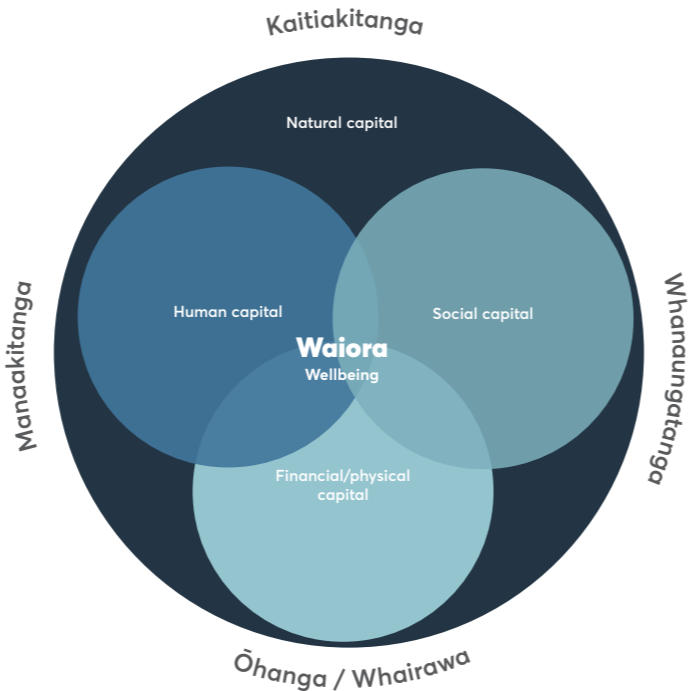 Kaitiakitanga
Natural capital
Manaakitanga
Human capital
Social capital
Whanaungatanga
Waiora
Wellbeing
Financial/physical
capital
Ōhanga / Whairawa